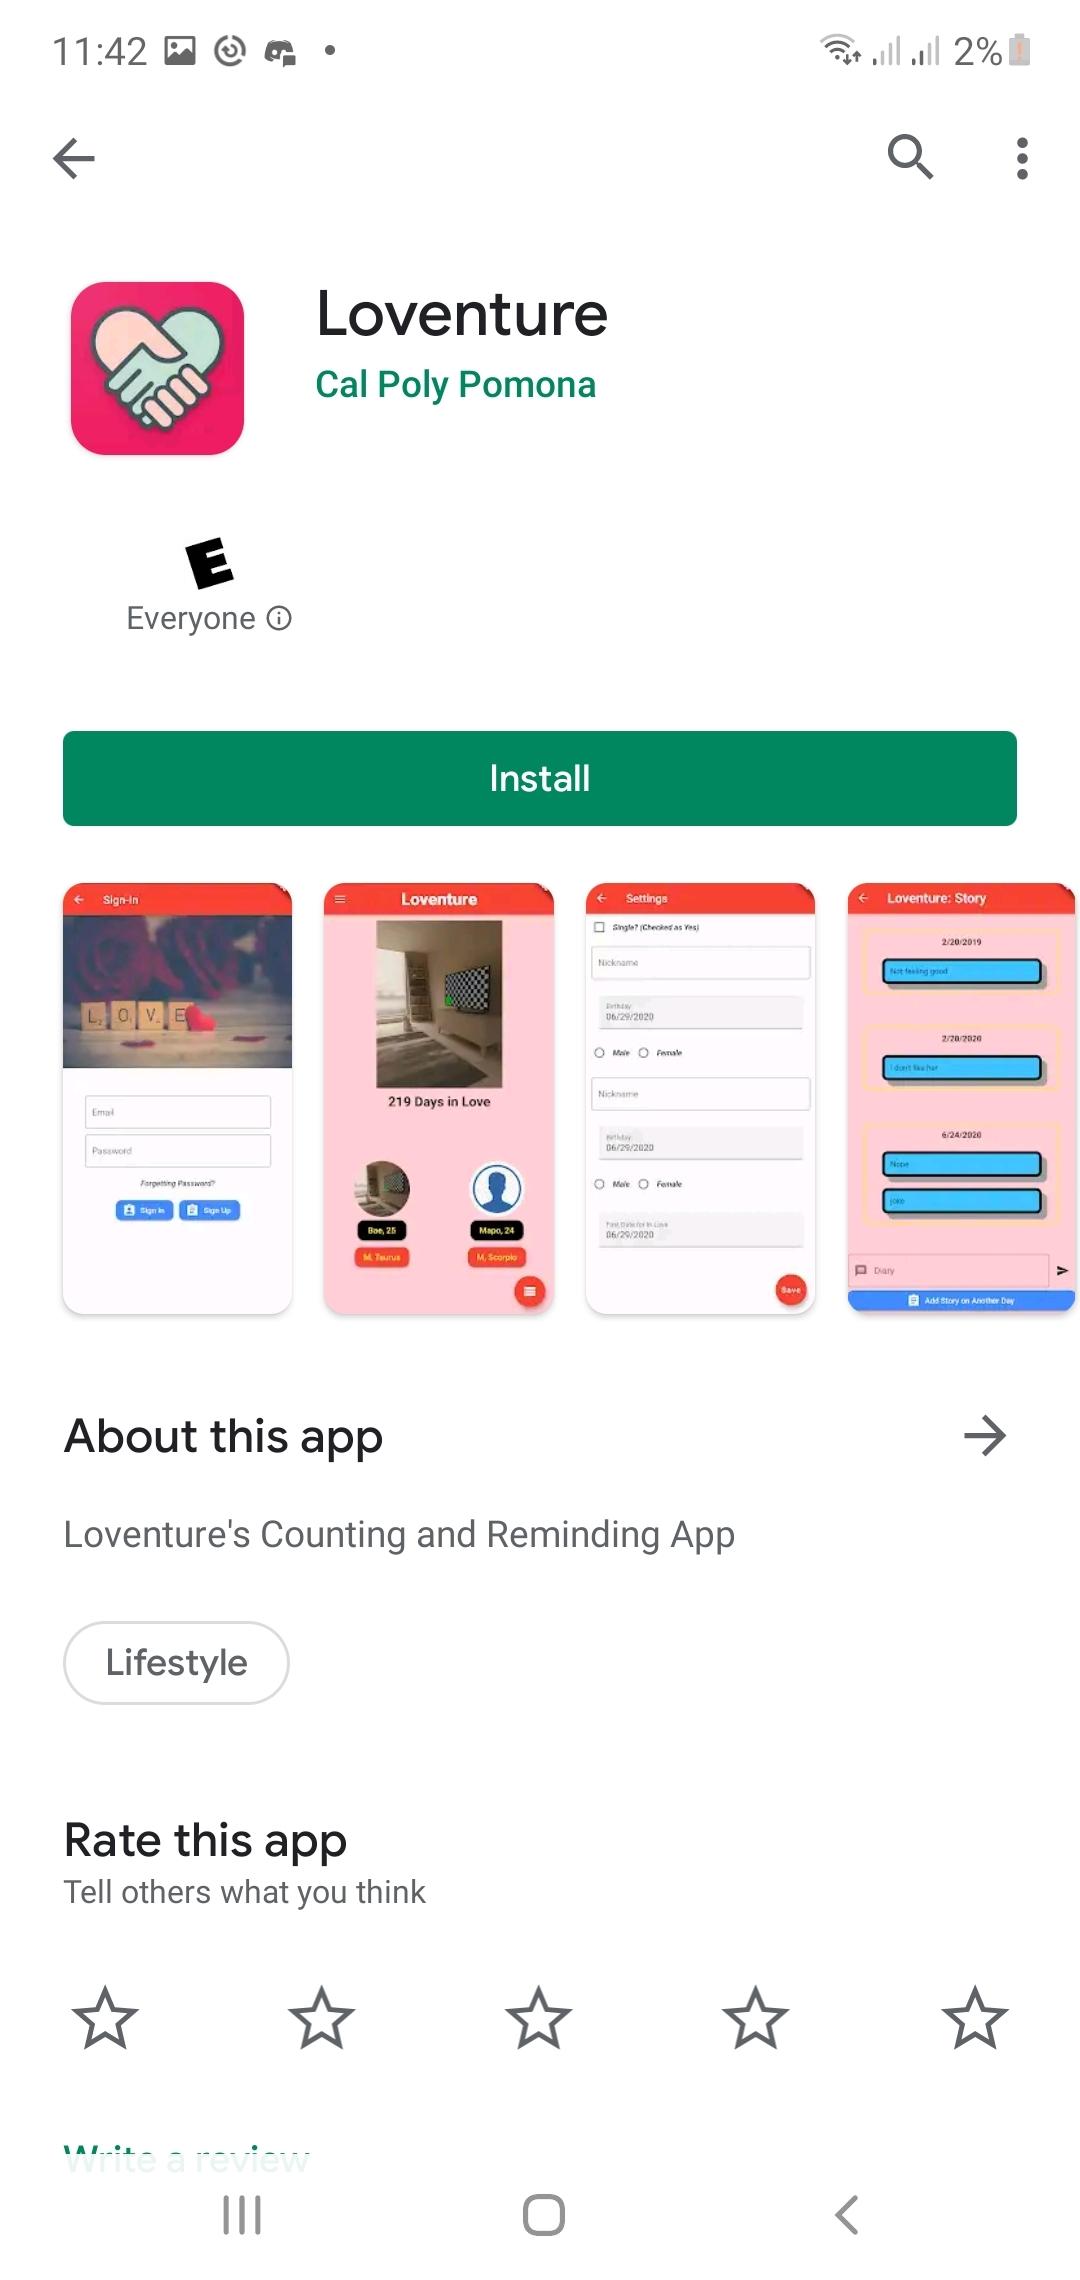 11:42
2%
Loventure
Cal Poly Pomona
E
Everyone
Install
Sign-In
LOVE
Email
Password
Forgetting Password?
Sign In
Sign Up
Loventure
219 Days in Love
Bae, 25
Mapo, 24
M, Taurus
M, Scorpio
Settings
Single? (Checked as Yes)
Nickname
Birthday
06/29/2020
Male
Female
Nickname
Birthday
06/29/2020
Male
Female
First Date for In Love
06/29/2020
Save
Loventure: Story
2/20/2019
Not feeling good
2/20/2020
I don't like her
6/24/2020
Nope
joke
Diary
Add Story on Another Day
About this app
Loventure's Counting and Reminding App
Lifestyle
Rate this app
Tell others what you think
Write a review